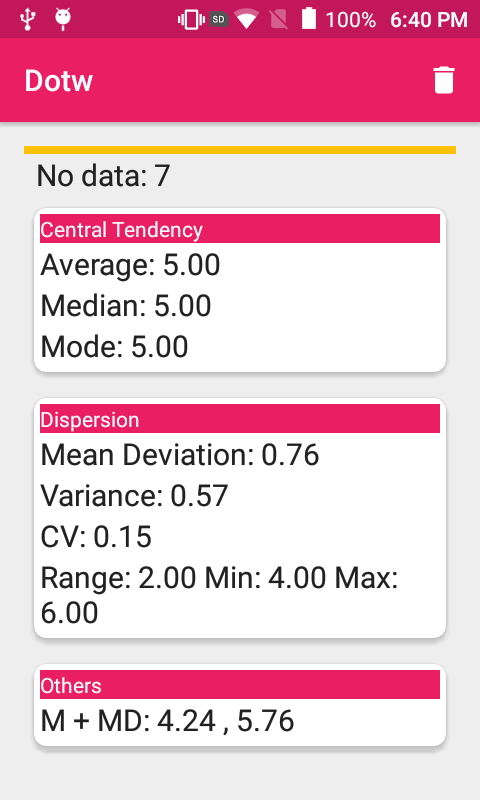 SD 100% 6:40 PM
Dotw
No data: 7
Central Tendency
Average: 5.00
Median: 5.00
Mode: 5.00
Dispersion
Mean Deviation: 0.76
Variance: 0.57
CV: 0.15
Range: 2.00 Min: 4.00 Max:
6.00
Others
M + MD: 4.24 , 5.76